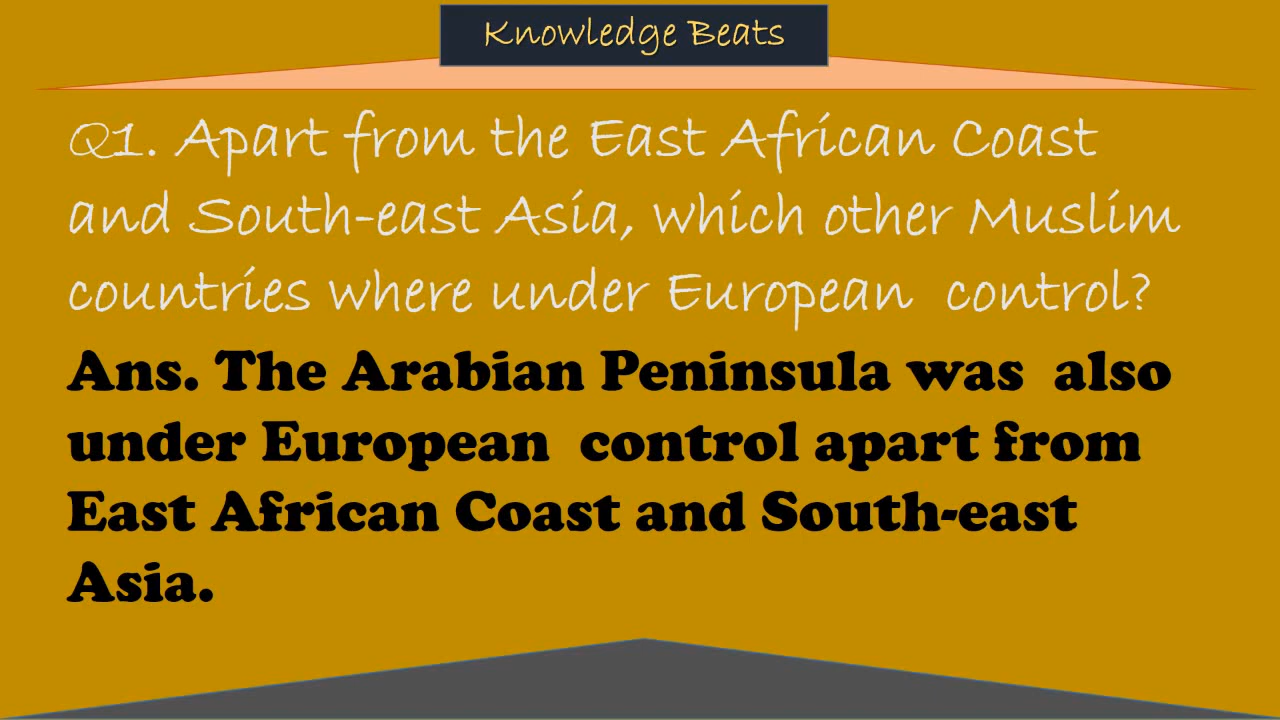 Knowledge Beats
Q1. Apart from the East African Coast
and South-east Asia, which other Muslim
countries where under European control?
Ans. The Arabian Peninsula was also
under European control apart from
East African Coast and South-east
Asia.